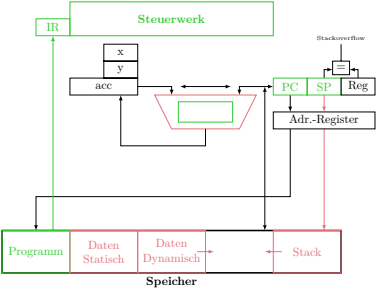 Steuerwerk
IR
Stackoverflow
x
=
y
acc
PC
SP
Reg
Adr.-Register
Programm
Daten
Statisch
Daten
Dynamisch
Stack
Speicher